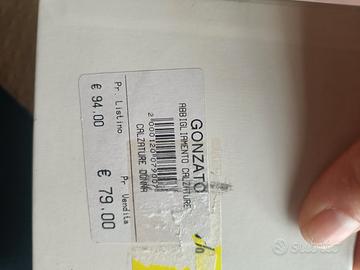 GONZATO
ABBIGLIAMENTO CALZATURE
CALZATURE DONNA
Pr. Listino
€ 94,00
Pr Vendita
€ 79,00
subito